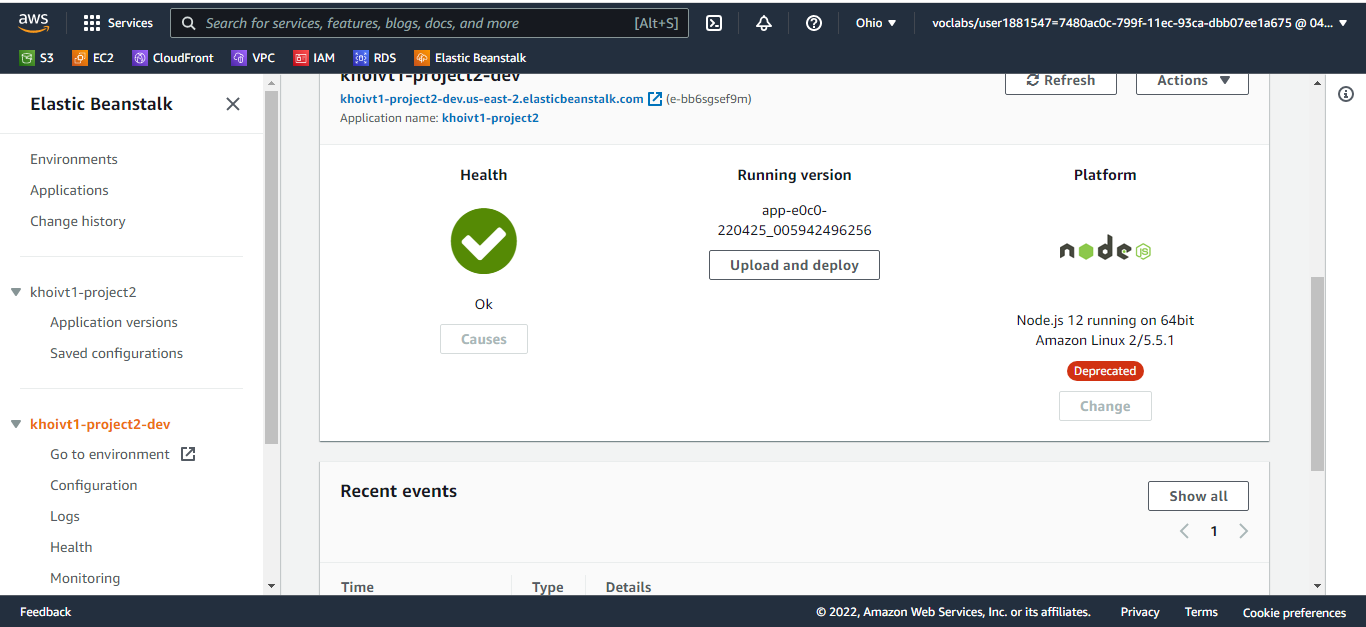 aws
Services
Search for services, features, blogs, docs, and more [Alt+S]
Ohio
voclabs/user1881547=7480ac0c-799f-11ec-93ca-dbb07ee1a675 @ 04...
S3
EC2
CloudFront
VPC
IAM
RDS
Elastic Beanstalk
Elastic Beanstalk
Environments
Applications
Change history
khoivt1-project2
Application versions
Saved configurations
khoivt1-project2-dev
Go to environment
Configuration
Logs
Health
Monitoring
khoivt1-project2-dev
Refresh
Actions
khoivt1-project2-dev.us-east-2.elasticbeanstalk.com (e-bb6sgsef9m)
Application name: khoivt1-project2
Health
Ok
Causes
Running version
app-e0c0-
220425_005942496256
Upload and deploy
Platform
node JS
Node.js 12 running on 64bit
Amazon Linux 2/5.5.1
Deprecated
Change
Recent events
Show all
1
Time Type Details
Feedback
© 2022, Amazon Web Services, Inc. or its affiliates.
Privacy
Terms
Cookie preferences